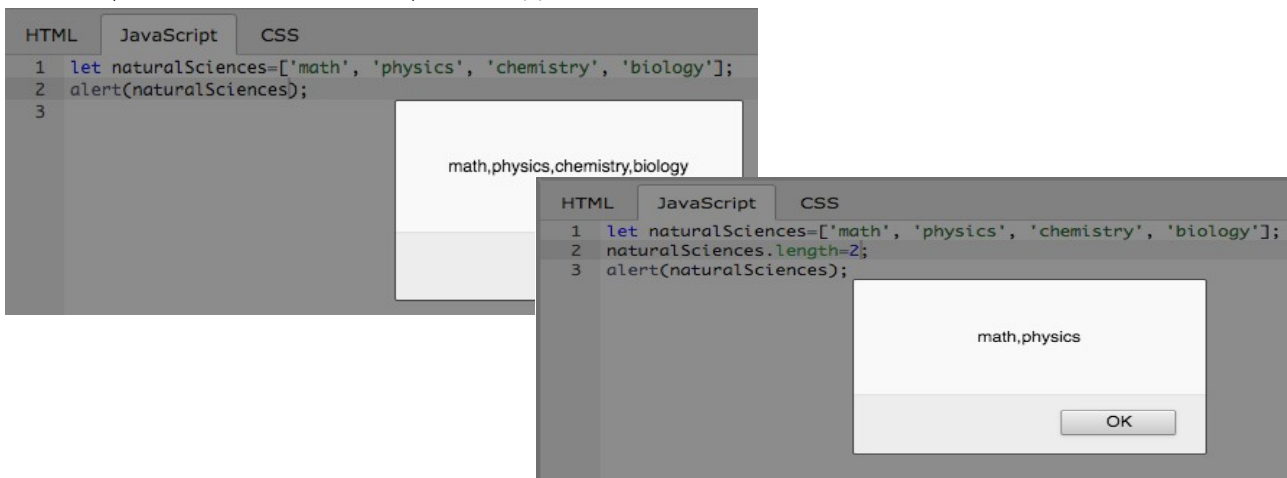 HTML JavaScript CSS
1 let naturalSciences=['math', 'physics', 'chemistry', 'biology'];
2 alert(naturalSciences);
3
math,physics,chemistry,biology
HTML JavaScript CSS
1 let naturalSciences=['math', 'physics', 'chemistry', 'biology'];
2 naturalSciences.length=2;
3 alert(naturalSciences);
math,physics
OK